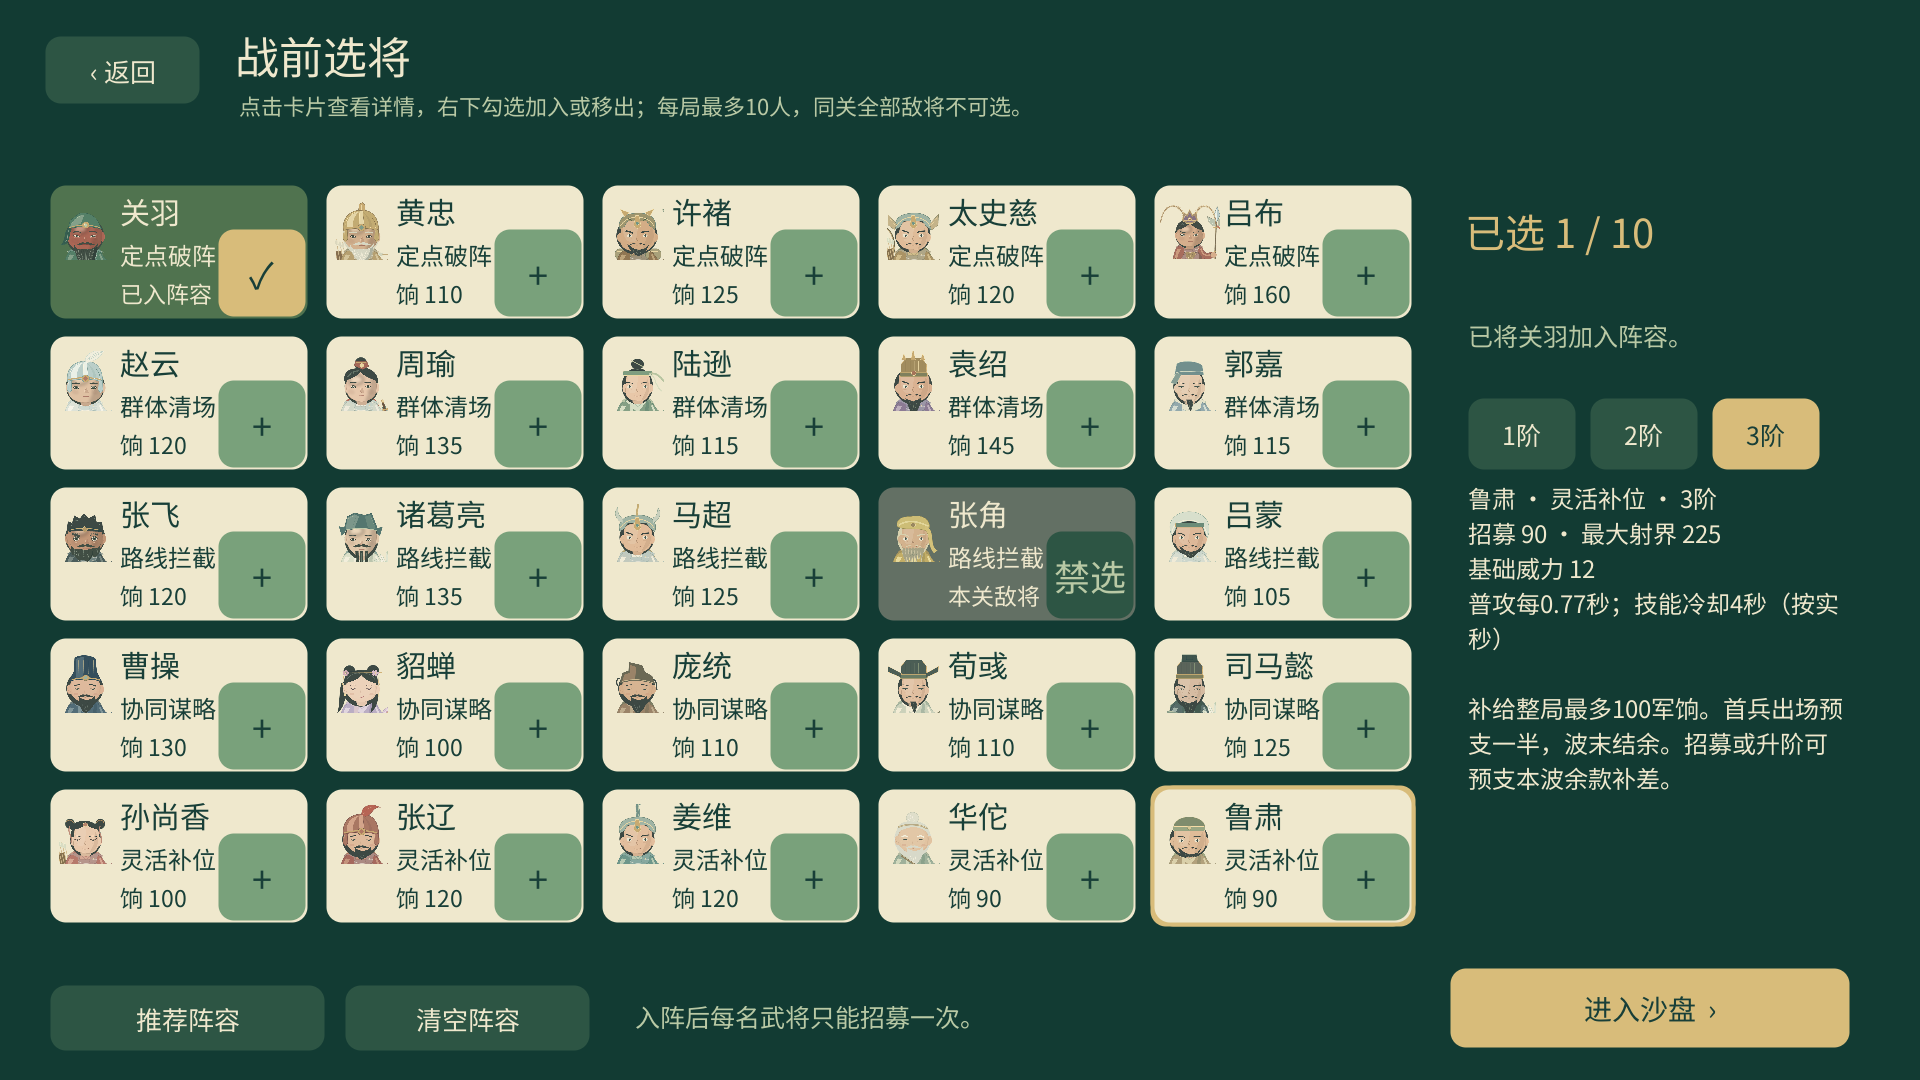 ‹ 返回
战前选将
点击卡片查看详情，右下勾选加入或移出；每局最多10人，同关全部敌将不可选。
关羽
定点破阵
已入阵容
✓
黄忠
定点破阵
饷 110
+
许褚
定点破阵
饷 125
+
太史慈
定点破阵
饷 120
+
吕布
定点破阵
饷 160
+
赵云
群体清场
饷 120
+
周瑜
群体清场
饷 135
+
陆逊
群体清场
饷 115
+
袁绍
群体清场
饷 145
+
郭嘉
群体清场
饷 115
+
张飞
路线拦截
饷 120
+
诸葛亮
路线拦截
饷 135
+
马超
路线拦截
饷 125
+
张角
路线拦截
本关敌将
禁选
吕蒙
路线拦截
饷 105
+
曹操
协同谋略
饷 130
+
貂蝉
协同谋略
饷 100
+
庞统
协同谋略
饷 110
+
荀彧
协同谋略
饷 110
+
司马懿
协同谋略
饷 125
+
孙尚香
灵活补位
饷 100
+
张辽
灵活补位
饷 120
+
姜维
灵活补位
饷 120
+
华佗
灵活补位
饷 90
+
鲁肃
灵活补位
饷 90
+
已选 1 / 10
已将关羽加入阵容。
1阶
2阶
3阶
鲁肃 · 灵活补位 · 3阶
招募 90 · 最大射界 225
基础威力 12
普攻每0.77秒；技能冷却4秒（按实
秒）
补给整局最多100军饷。首兵出场预
支一半，波末结余。招募或升阶可
预支本波余款补差。
推荐阵容
清空阵容
入阵后每名武将只能招募一次。
进入沙盘 ›